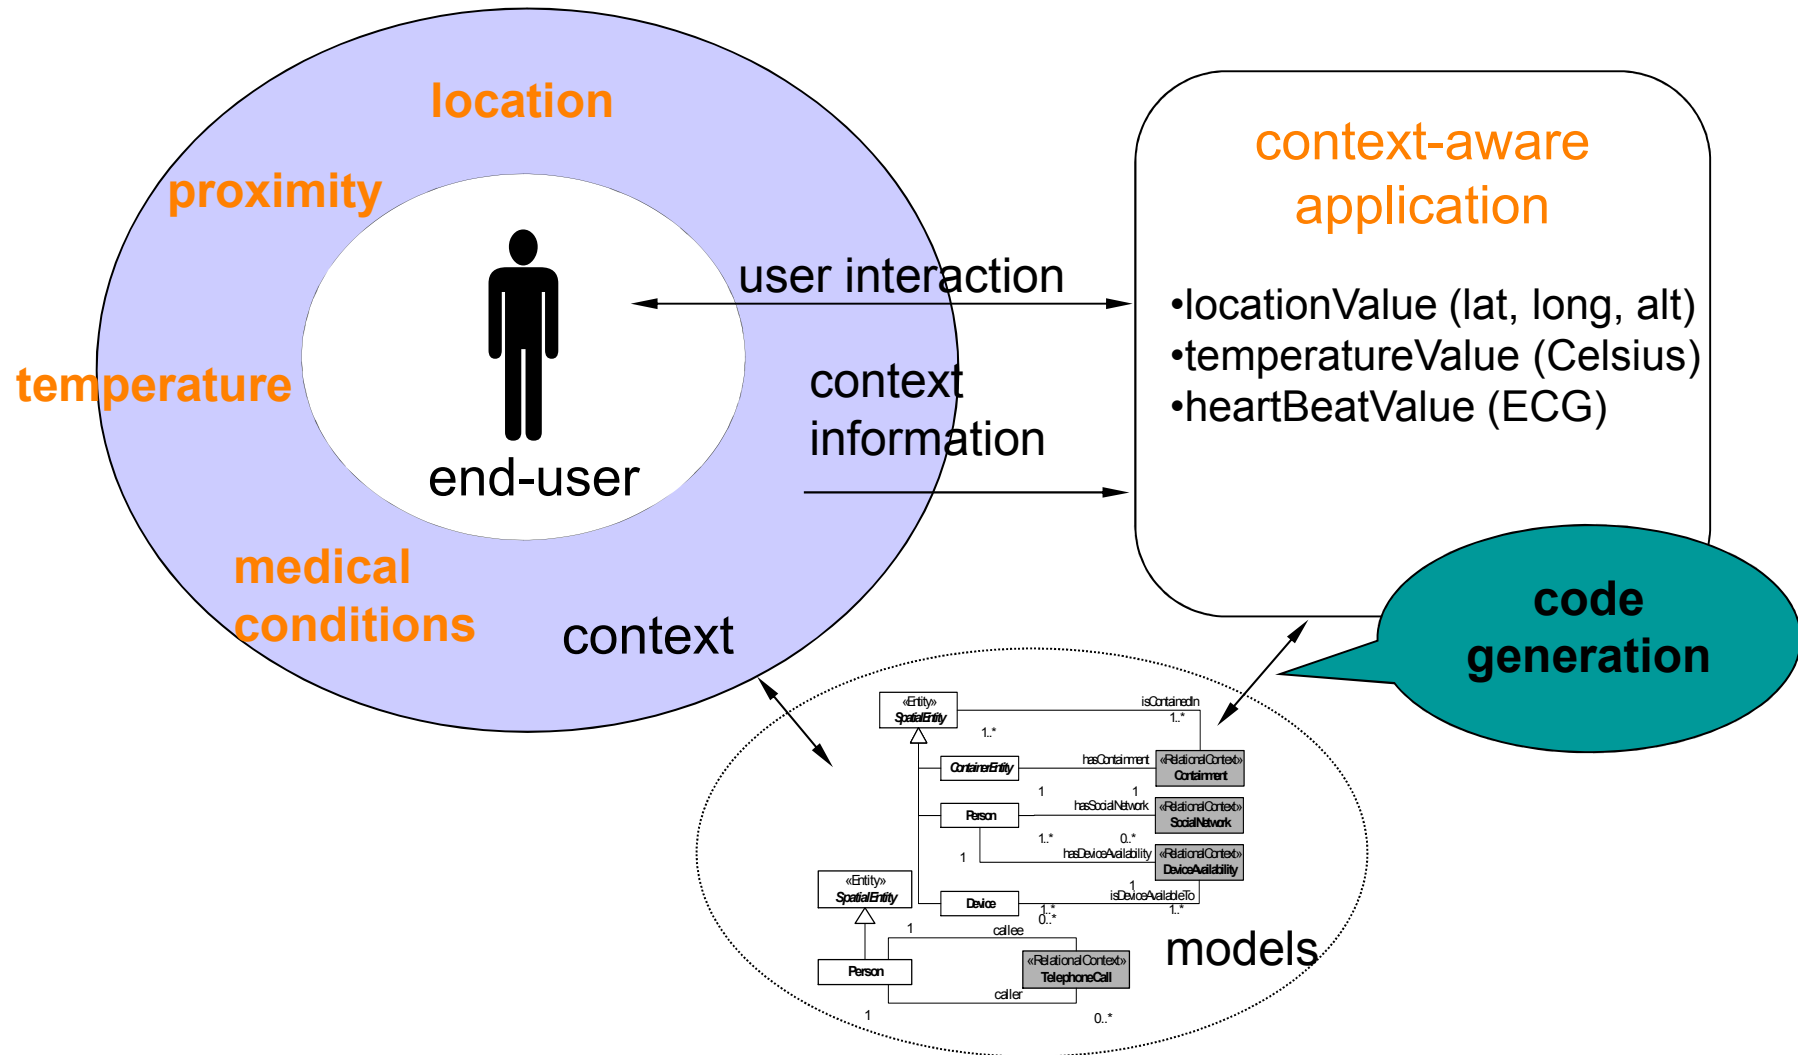 location
proximity
temperature
medical
conditions
end-user
context
user interaction
context
information
context-aware
application
•locationValue (lat, long, alt)
•temperatureValue (Celsius)
•heartBeatValue (ECG)
code
generation
«Entity»
SpatialEntity
isContainedIn
1..*
1..*
ContainerEntity
hasContainment
«RelationalContext»
Containment
1
1
Person
hasSocialNetwork
«RelationalContext»
SocialNetwork
1..*
0..*
1
hasDeviceAvailability
«RelationalContext»
DeviceAvailability
1
Device
isDeviceAvailableTo
1..*
1..*
«Entity»
SpatialEntity
1
callee
0..*
Person
«RelationalContext»
TelephoneCall
caller
1
0..*
models